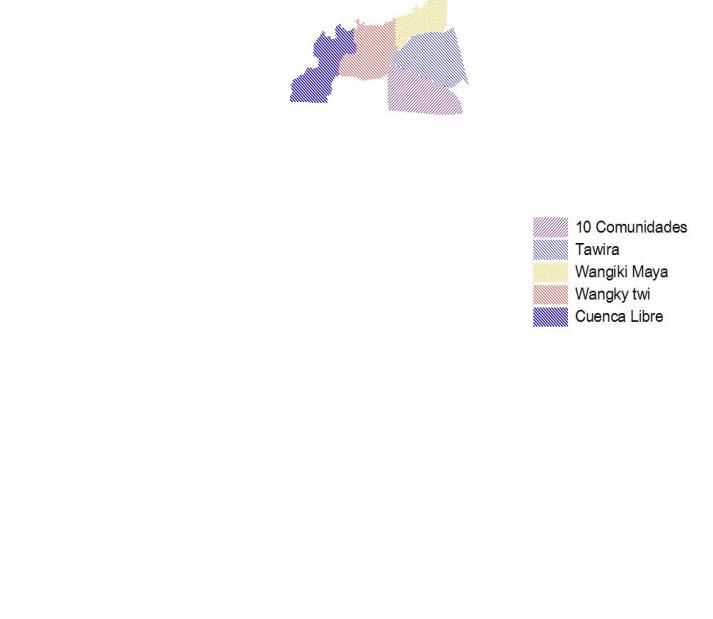 10 Comunidades
Tawira
Wangiki Maya
Wangky twi
Cuenca Libre